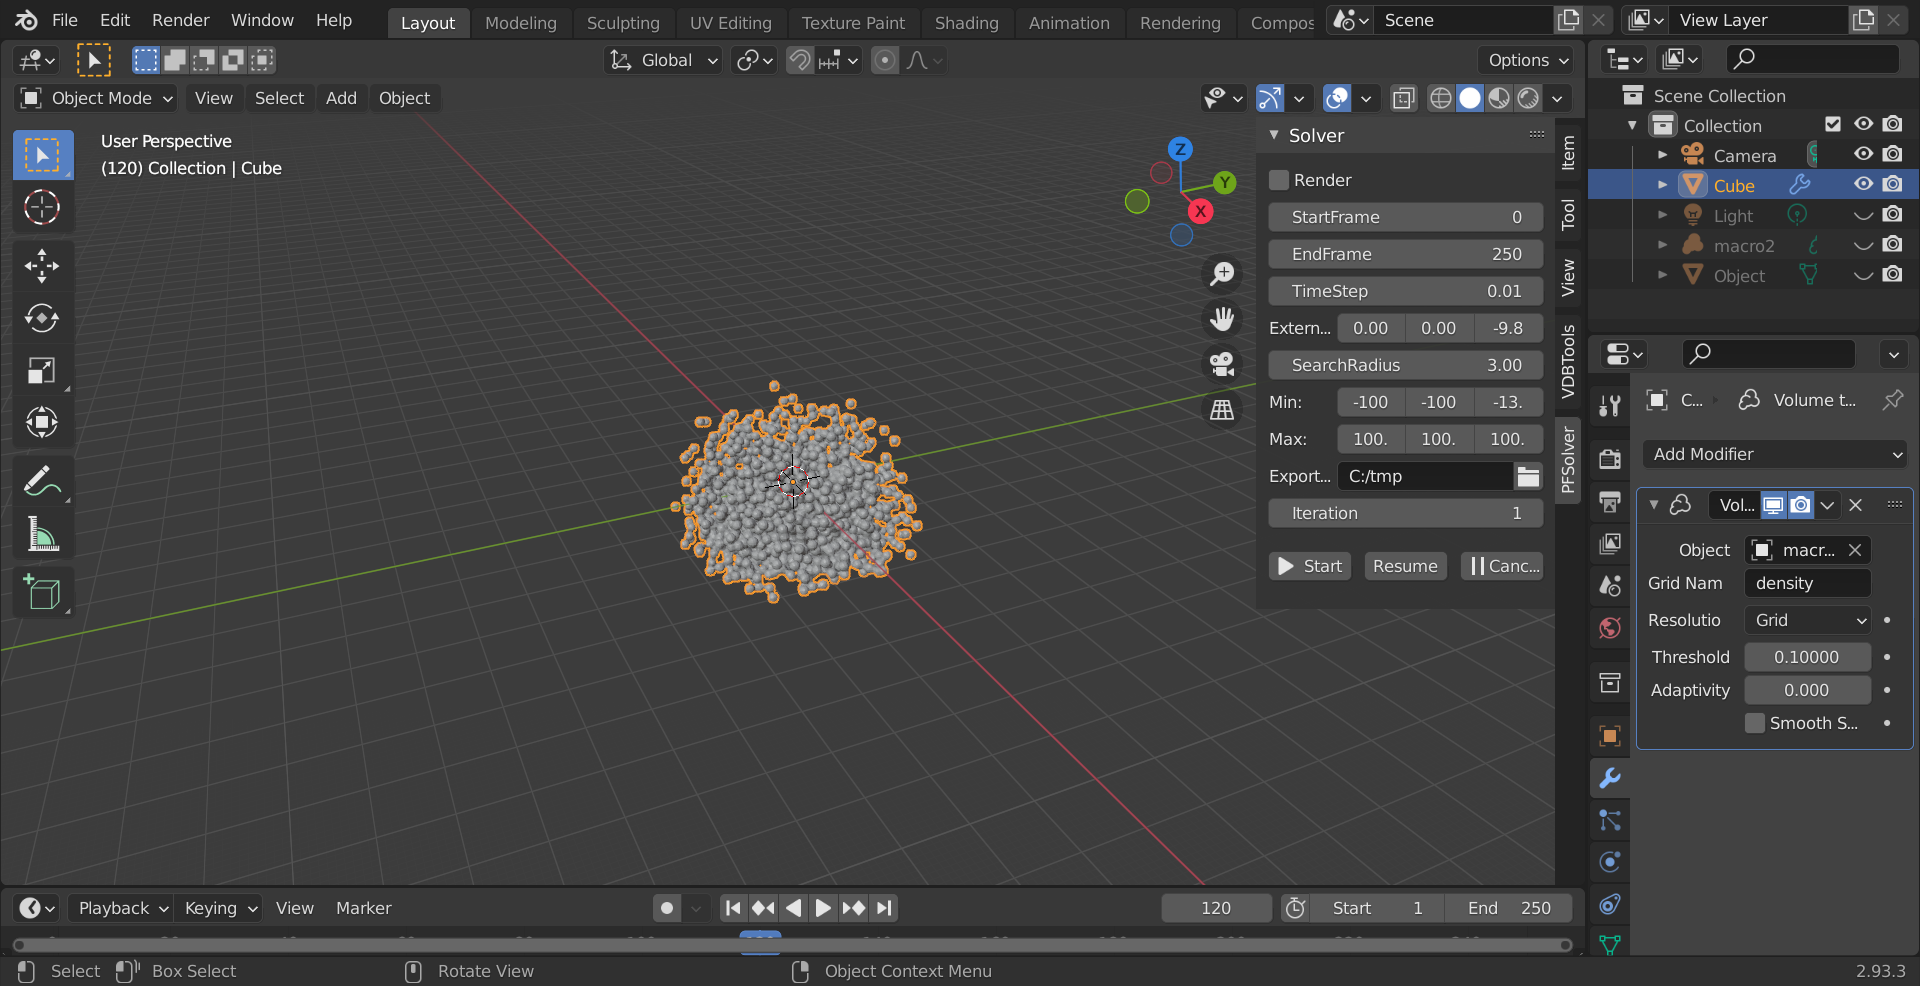 File Edit Render Window Help Layout Modeling Sculpting UV Editing Texture Paint Shading Animation Rendering Compos Scene View Layer
Global Options
Object Mode View Select Add Object
User Perspective
(120) Collection | Cube
Z
Y
X
Solver
Render
StartFrame 0
EndFrame 250
TimeStep 0.01
Extern... 0.00 0.00 -9.8
SearchRadius 3.00
Min: -100 -100 -13.
Max: 100. 100. 100.
Export... C:/tmp
Iteration 1
Start Resume Canc...
Item
Tool
View
VDBTools
PFSolver
Scene Collection
Collection
Camera
Cube
Light
macro2
Object
C... Volume t...
Add Modifier
Vol...
Object macr...
Grid Nam density
Resolutio Grid
Threshold 0.10000
Adaptivity 0.000
Smooth S...
Playback Keying View Marker 120 Start 1 End 250
Select Box Select Rotate View Object Context Menu 2.93.3